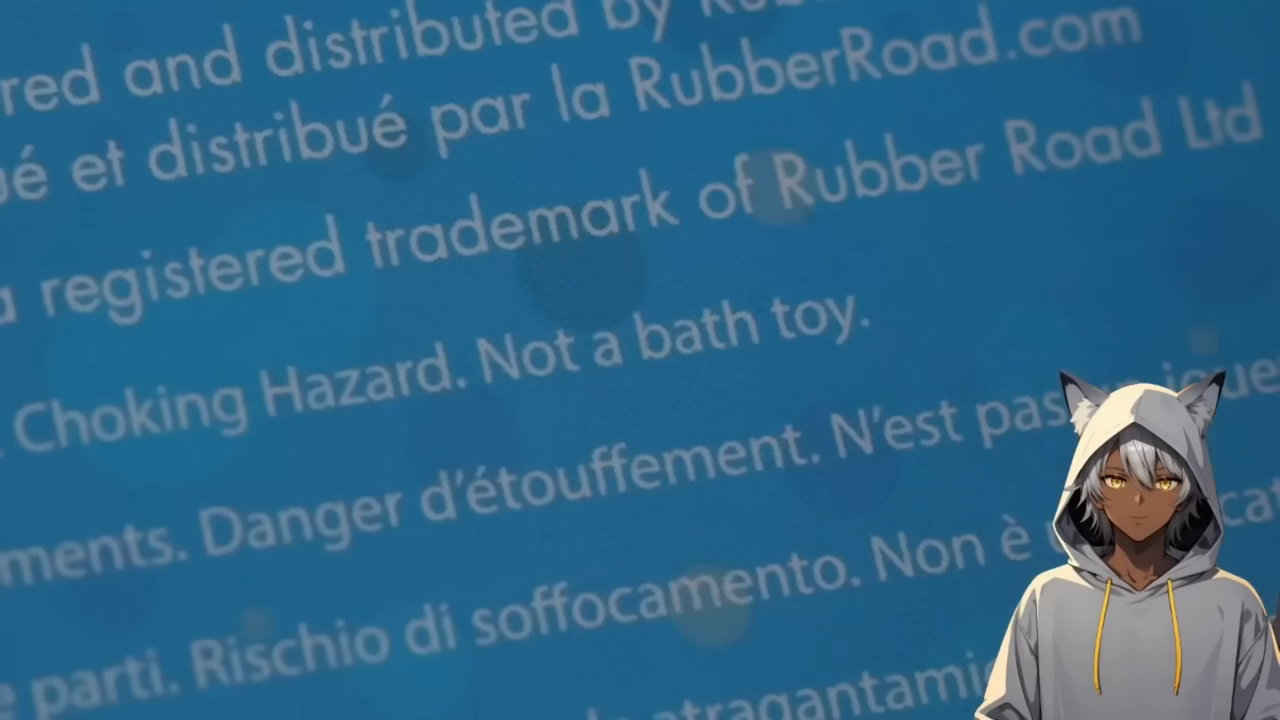 red and distributed by
é et distribué par la RubberRoad.com
registered trademark of Rubber Road Ltd
Choking Hazard. Not a bath toy.
ments. Danger d'étouffement. N'est pas
parti. Rischio di soffocamento. Non è